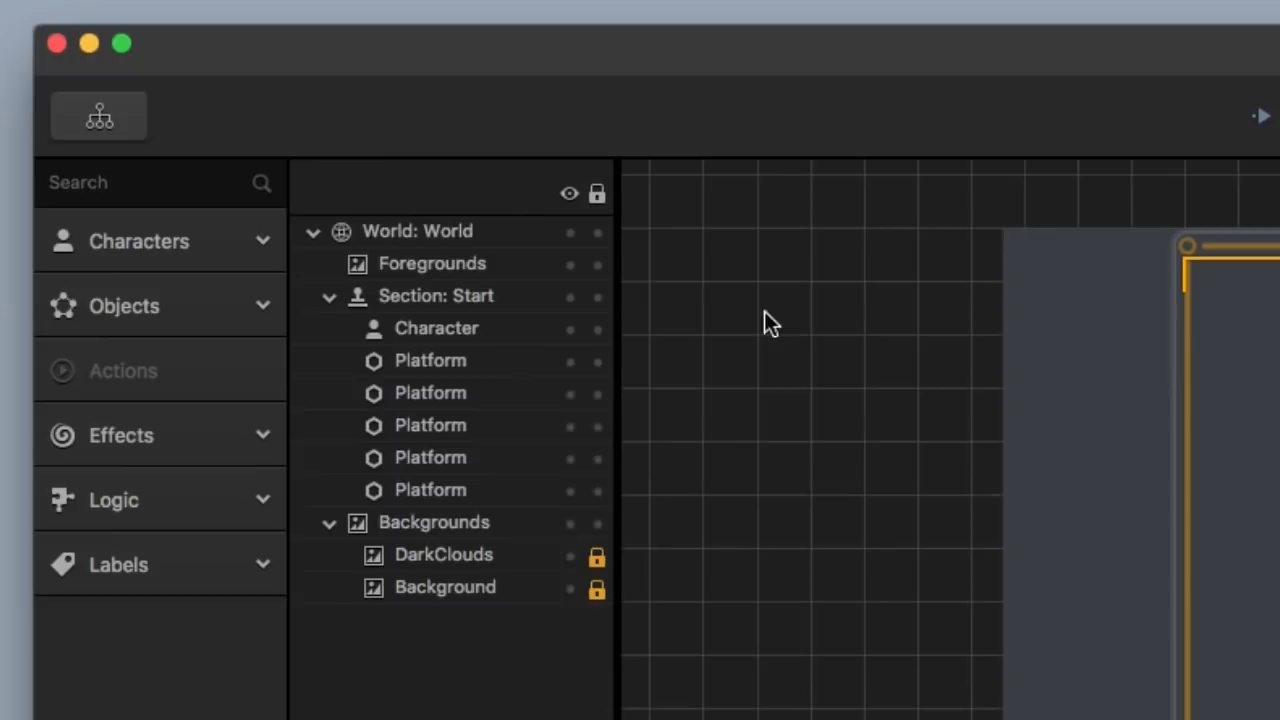 Search
Characters
Objects
Actions
Effects
Logic
Labels
World: World
Foregrounds
Section: Start
Character
Platform
Platform
Platform
Platform
Platform
Backgrounds
DarkClouds
Background